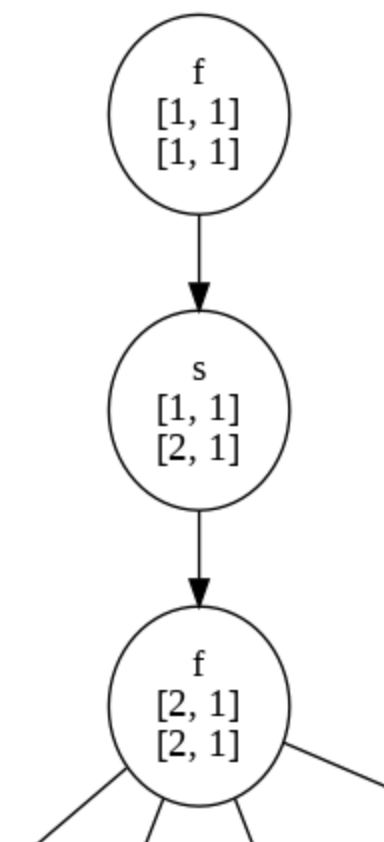 f
[1, 1]
[1, 1]
s
[1, 1]
[2, 1]
f
[2, 1]
[2, 1]